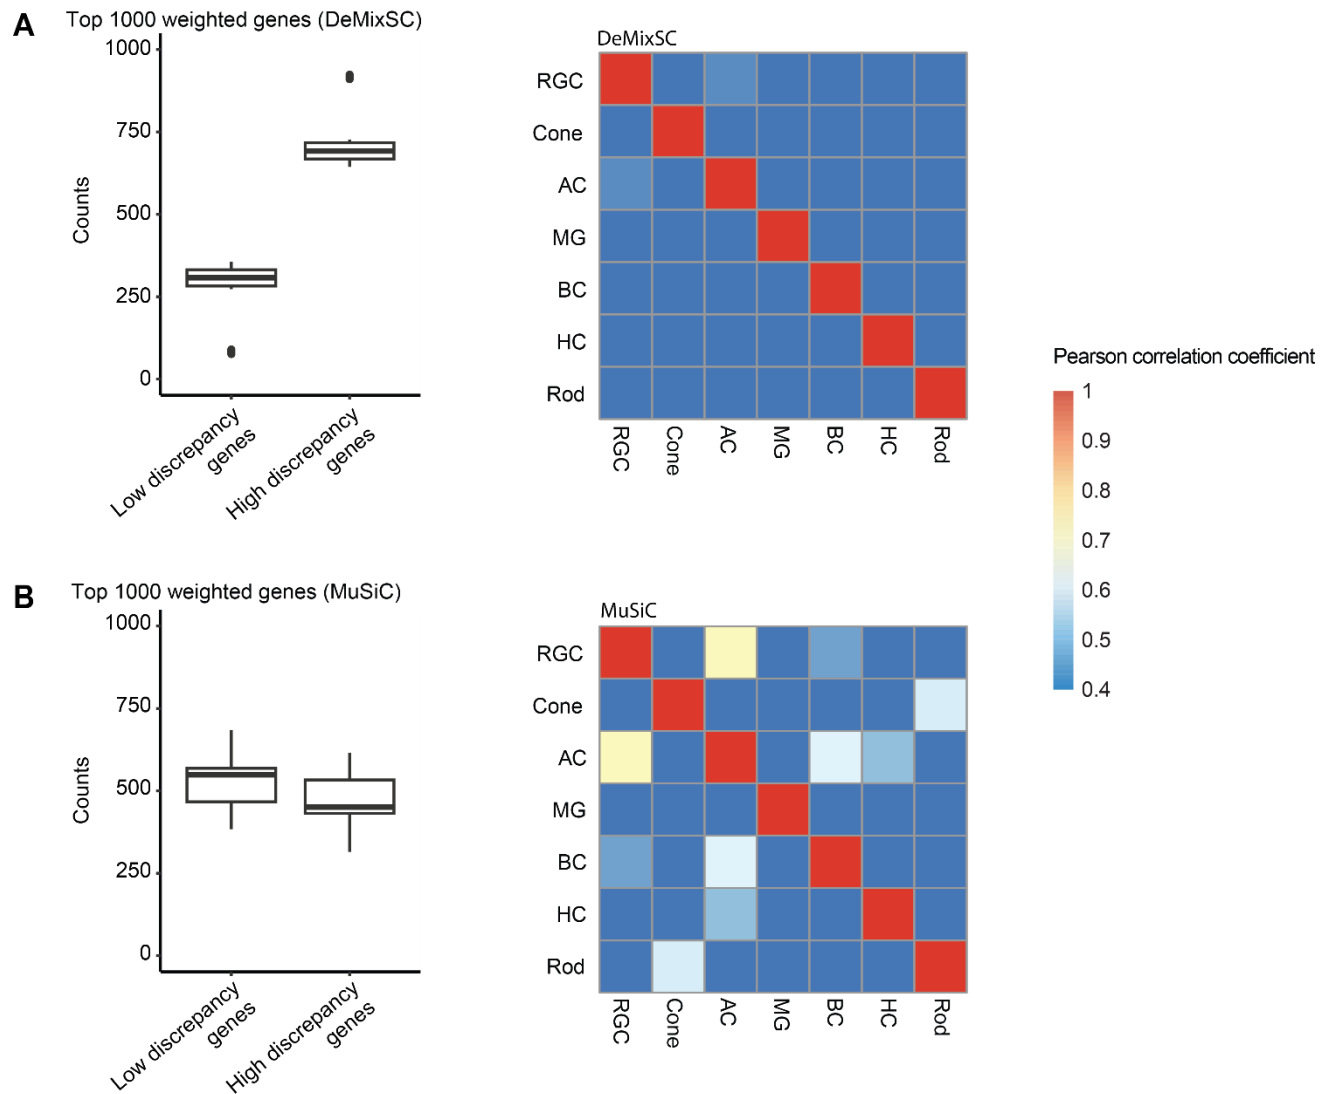 A
Top 1000 weighted genes (DeMixSC)
1000
750
500
250
0
Counts
Low discrepancy
genes
High discrepancy
genes
DeMixSC
RGC
Cone
AC
MG
BC
HC
Rod
RGC
Cone
AC
MG
BC
HC
Rod
Pearson correlation coefficient
1
0.9
0.8
0.7
0.6
0.5
0.4
B
Top 1000 weighted genes (MuSiC)
1000
750
500
250
0
Counts
Low discrepancy
genes
High discrepancy
genes
MuSiC
RGC
Cone
AC
MG
BC
HC
Rod
RGC
Cone
AC
MG
BC
HC
Rod